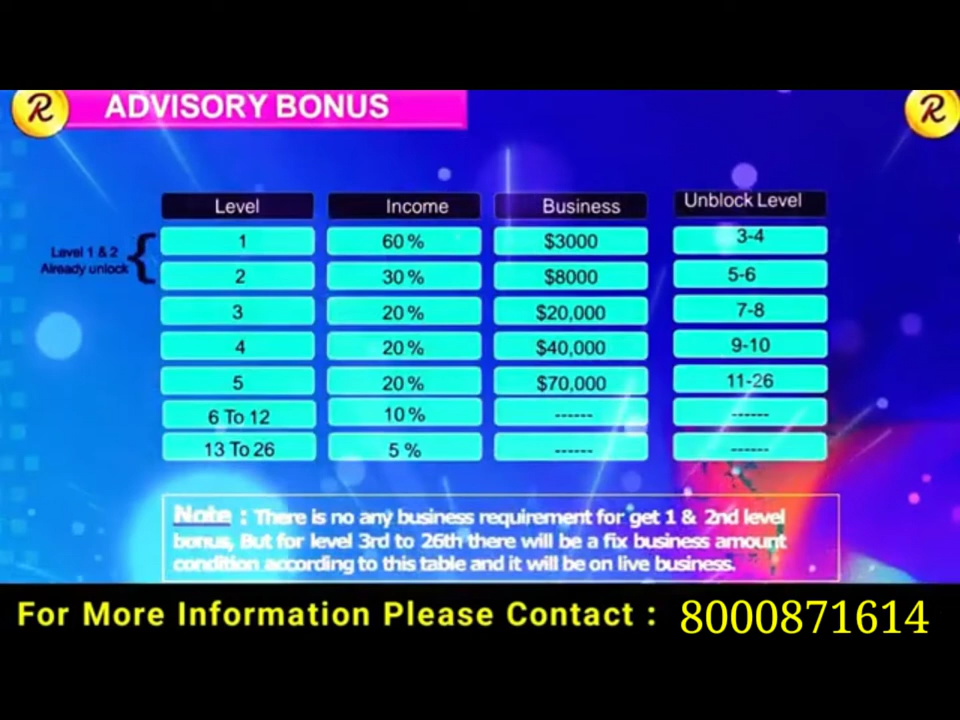 R ADVISORY BONUS R
Level Income Business Unblock Level
Level 1 & 2
Already unlock
1 60 % $3000 3-4
2 30 % $8000 5-6
3 20 % $20,000 7-8
4 20 % $40,000 9-10
5 20 % $70,000 11-26
6 To 12 10 % ------ ------
13 To 26 5 % ------ ------
Note : There is no any business requirement for get 1 & 2nd level
bonus, But for level 3rd to 26th there will be a fix business amount
condition according to this table and it will be on live business.
For More Information Please Contact : 8000871614